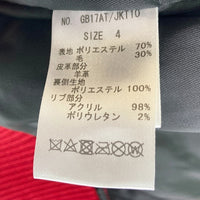 NO. GB17AT/JKT10
SIZE 4
表地 ポリエステル 70%
毛 30%
皮革部分
羊革
裏側生地
ポリエステル 100%
リブ部分
アクリル 98%
ポリウレタン 2%